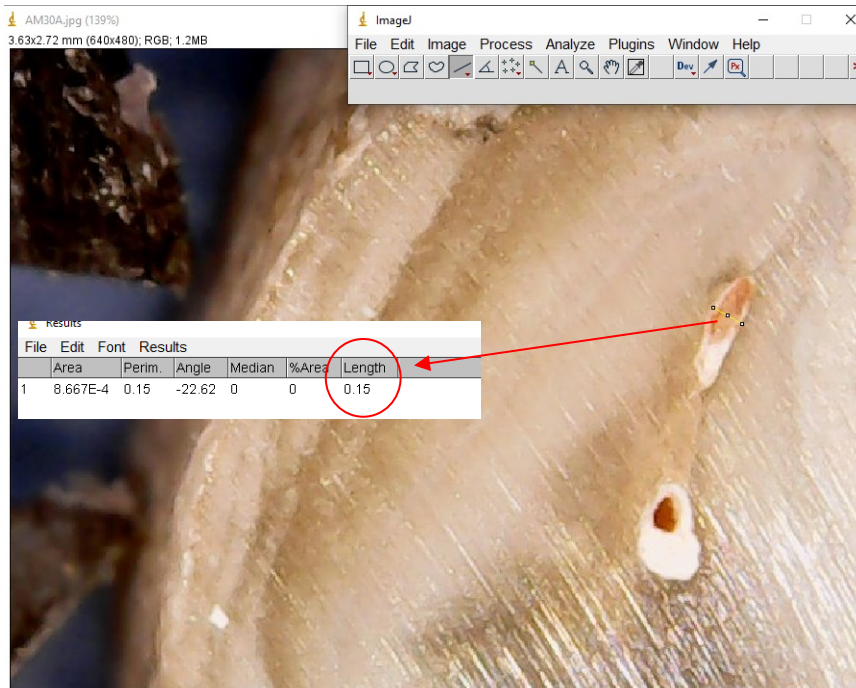 AM30A.jpg (139%)
3.63x2.72 mm (640x480); RGB; 1.2MB
ImageJ
File Edit Image Process Analyze Plugins Window Help
A Dev Px
Results
File Edit Font Results
Area Perim. Angle Median %Area Length
1 8.667E-4 0.15 -22.62 0 0 0.15